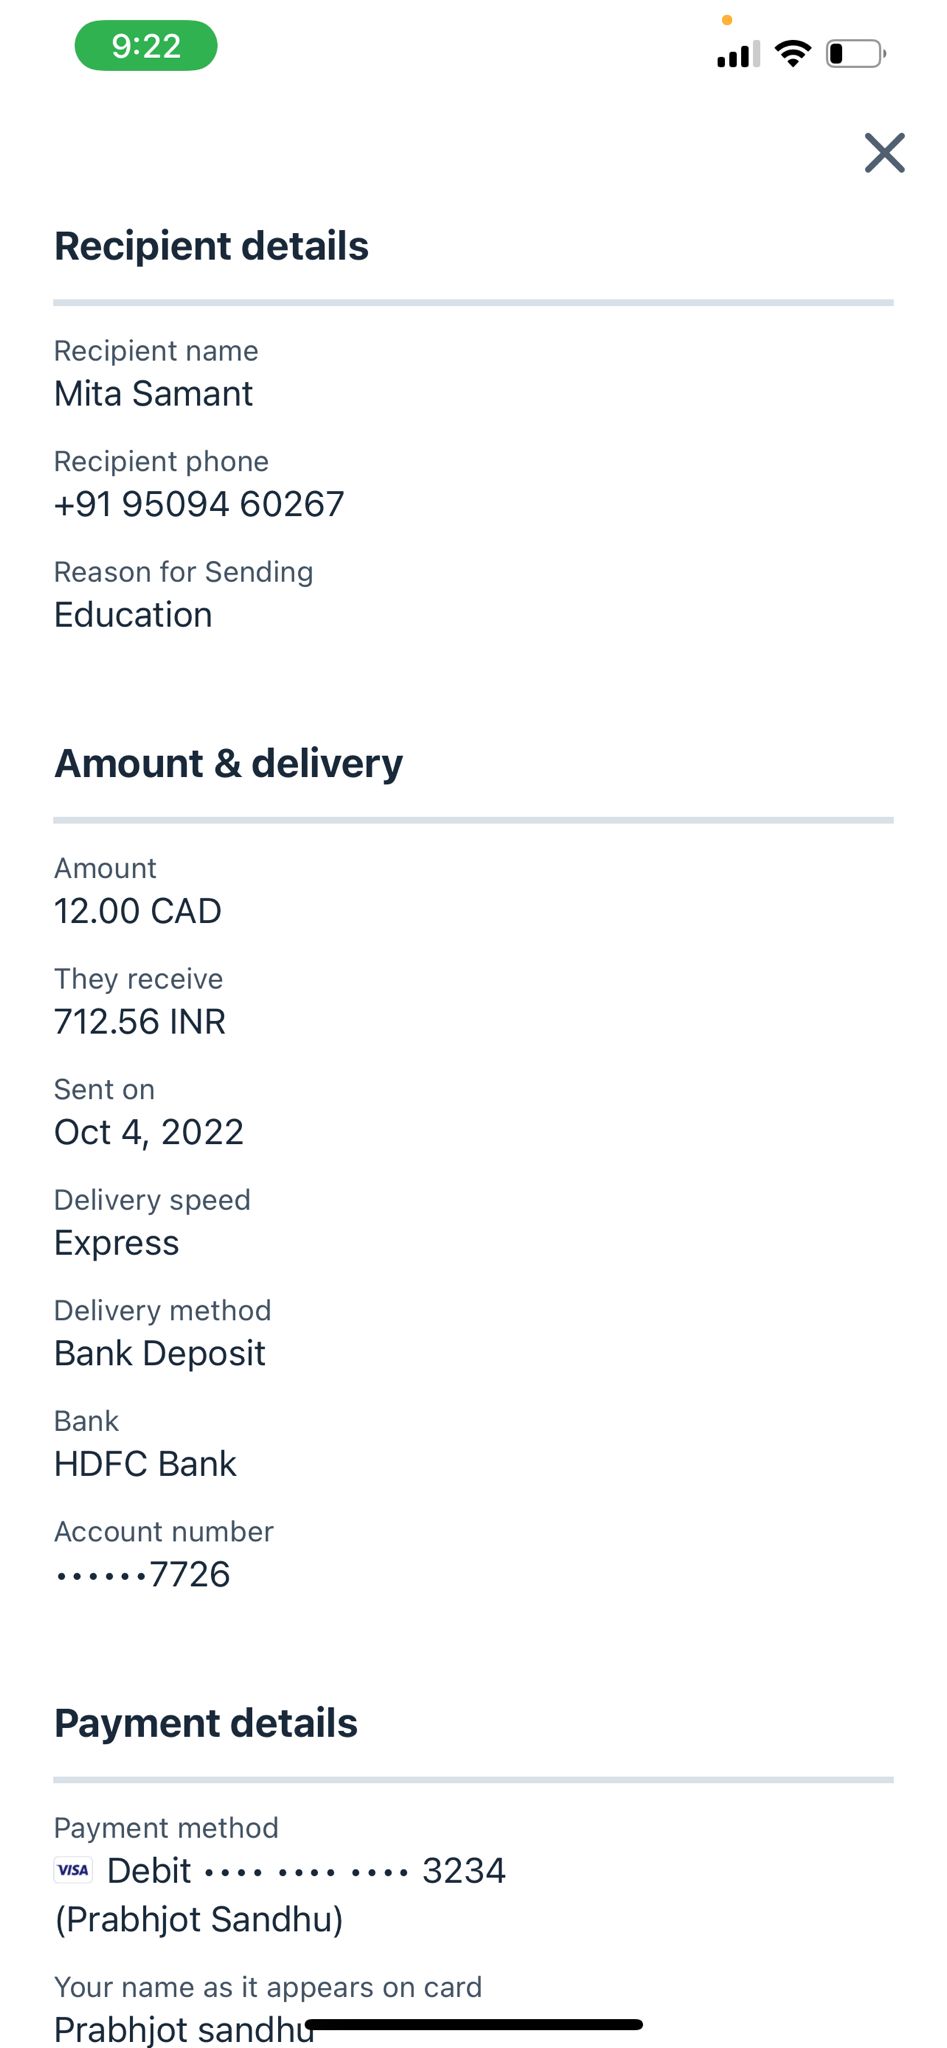 9:22
Recipient details
Recipient name
Mita Samant
Recipient phone
+91 95094 60267
Reason for Sending
Education
Amount & delivery
Amount
12.00 CAD
They receive
712.56 INR
Sent on
Oct 4, 2022
Delivery speed
Express
Delivery method
Bank Deposit
Bank
HDFC Bank
Account number
••••••7726
Payment details
Payment method
VISA Debit •••• •••• •••• 3234
(Prabhjot Sandhu)
Your name as it appears on card
Prabhjot sandhu